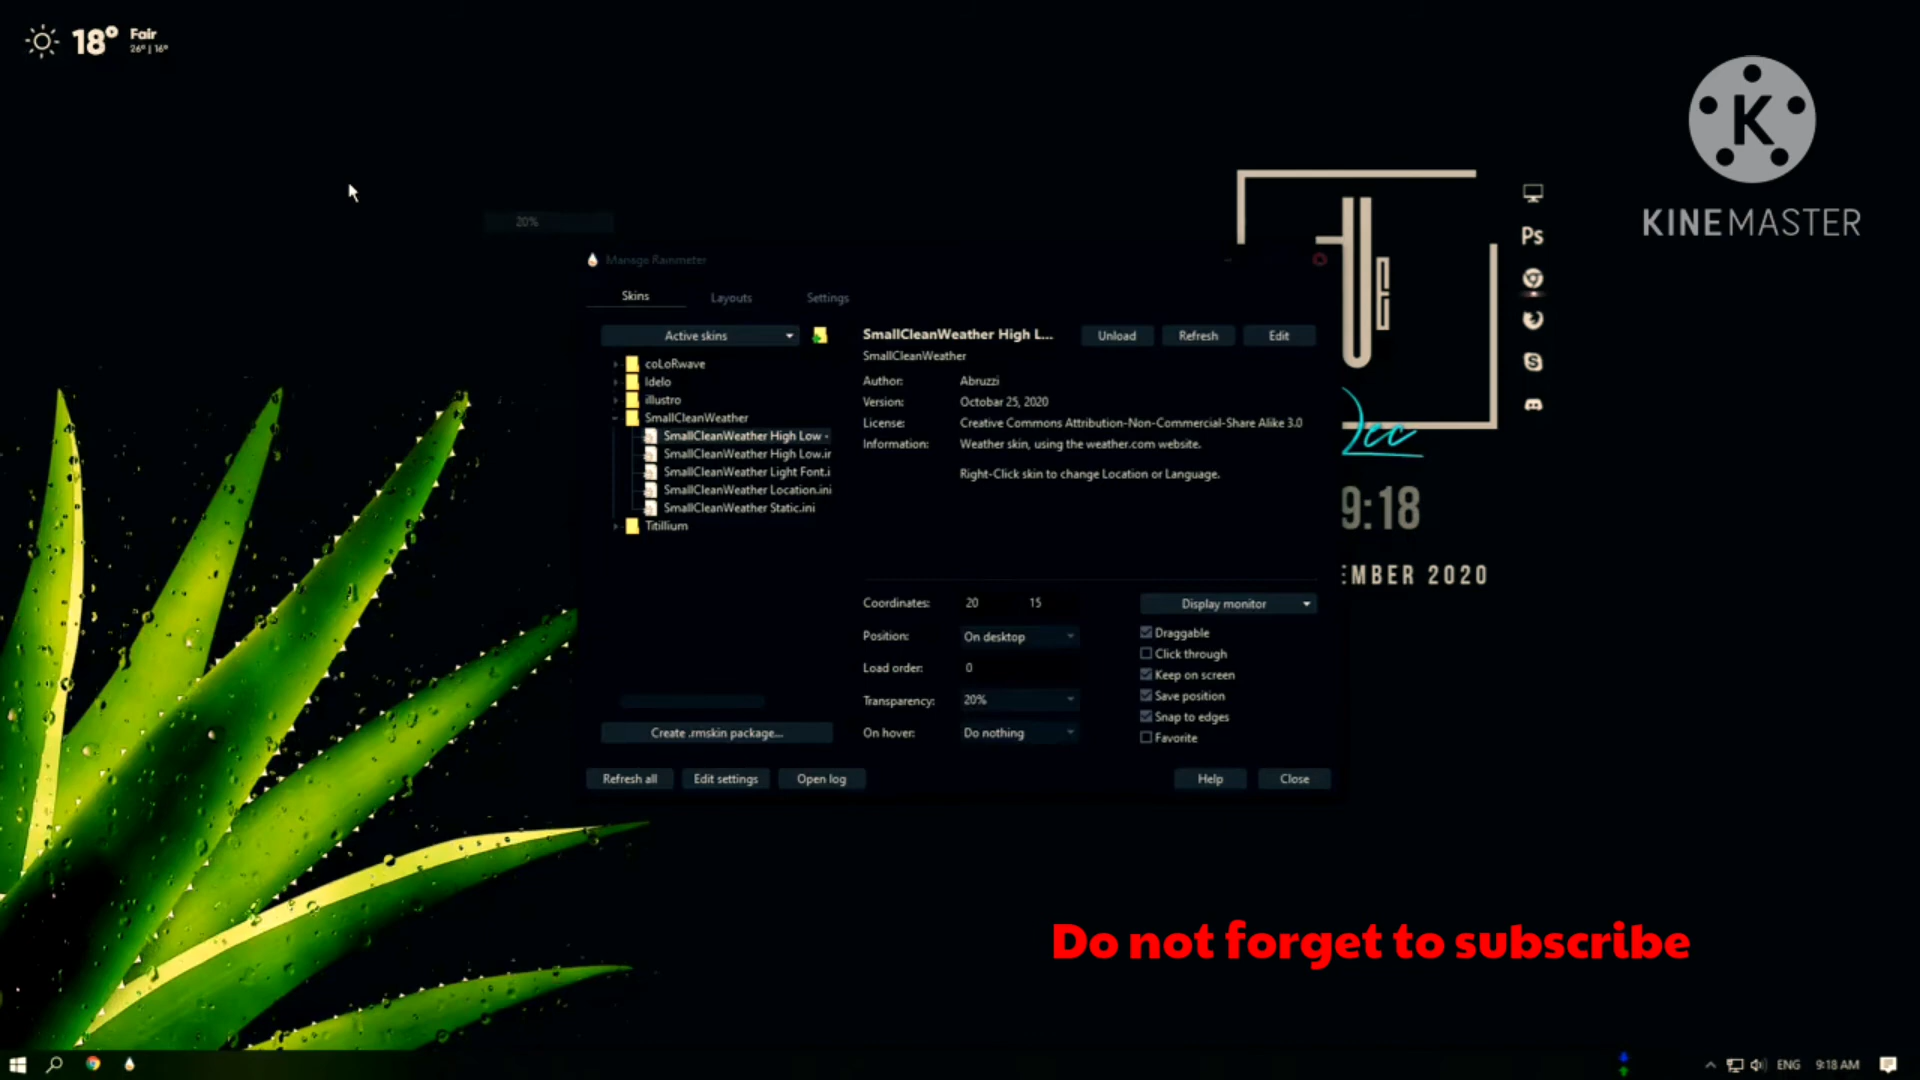 18° Fair
26° | 16°
KINEMASTER
20%
Ps
Manage Rainmeter
Skins
Layouts
Settings
Active skins
coLoRwave
Idelo
illustro
SmallCleanWeather
SmallCleanWeather High Low -
SmallCleanWeather High Low.ir
SmallCleanWeather Light Font.i
SmallCleanWeather Location.ini
SmallCleanWeather Static.ini
Titillium
Create .rmskin package...
SmallCleanWeather High L...
Unload
Refresh
Edit
SmallCleanWeather
Author: Abruzzi
Version: Octobar 25, 2020
License: Creative Commons Attribution-Non-Commercial-Share Alike 3.0
Information: Weather skin, using the weather.com website.
Right-Click skin to change Location or Language.
Coordinates: 20 15
Position: On desktop
Load order: 0
Transparency: 20%
On hover: Do nothing
Display monitor
Draggable
Click through
Keep on screen
Save position
Snap to edges
Favorite
Refresh all
Edit settings
Open log
Help
Close
9:18
EMBER 2020
Do not forget to subscribe
ENG
9:18 AM